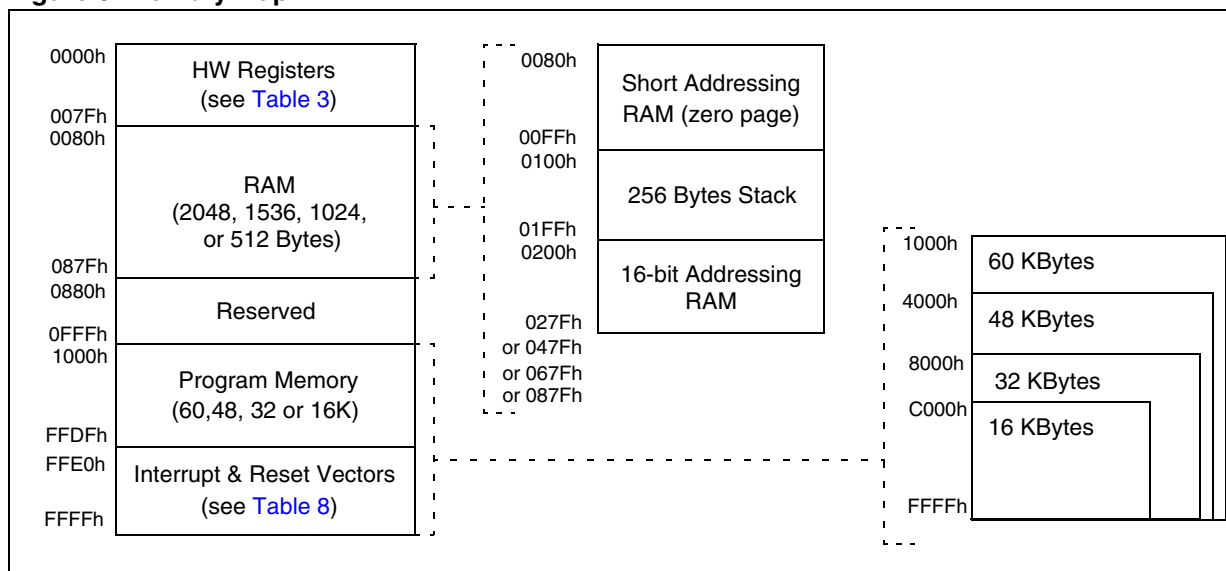 0000h
HW Registers
(see Table 3)
007Fh
0080h
RAM
(2048, 1536, 1024,
or 512 Bytes)
087Fh
0880h
Reserved
0FFFh
1000h
Program Memory
(60,48, 32 or 16K)
FFDFh
FFE0h
Interrupt & Reset Vectors
(see Table 8)
FFFFh
0080h
Short Addressing
RAM (zero page)
00FFh
0100h
256 Bytes Stack
01FFh
0200h
16-bit Addressing
RAM
027Fh
or 047Fh
or 067Fh
or 087Fh
1000h
60 KBytes
4000h
48 KBytes
8000h
32 KBytes
C000h
16 KBytes
FFFFh